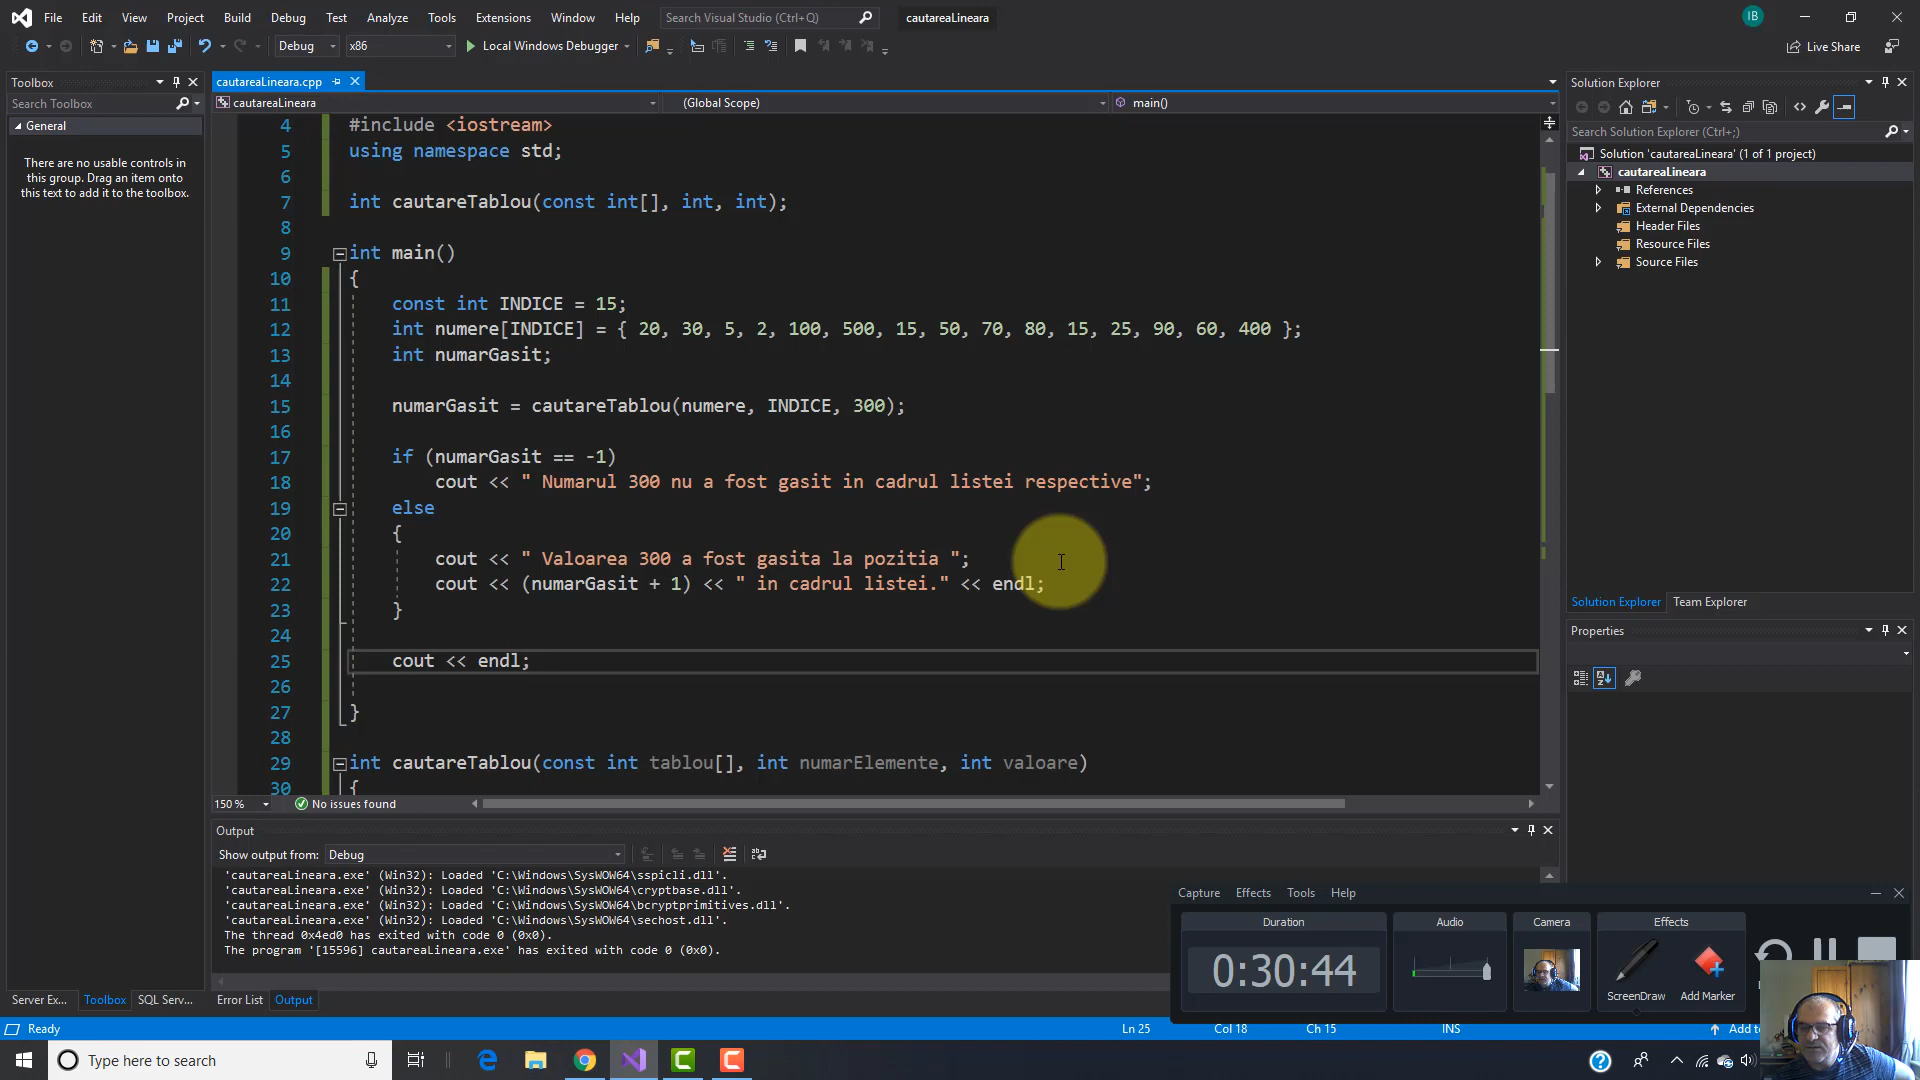 File Edit View Project Build Debug Test Analyze Tools Extensions Window Help Search Visual Studio (Ctrl+Q) cautareaLineara IB
Debug x86 Local Windows Debugger Live Share
Toolbox
Search Toolbox
General
There are no usable controls in
this group. Drag an item onto
this text to add it to the toolbox.
cautareaLineara.cpp
cautareaLineara (Global Scope) main()
4 #include <iostream>
5 using namespace std;
6
7 int cautareTablou(const int[], int, int);
8
9 int main()
10 {
11 const int INDICE = 15;
12 int numere[INDICE] = { 20, 30, 5, 2, 100, 500, 15, 50, 70, 80, 15, 25, 90, 60, 400 };
13 int numarGasit;
14
15 numarGasit = cautareTablou(numere, INDICE, 300);
16
17 if (numarGasit == -1)
18 cout << " Numarul 300 nu a fost gasit in cadrul listei respective";
19 else
20 {
21 cout << " Valoarea 300 a fost gasita la pozitia ";
22 cout << (numarGasit + 1) << " in cadrul listei." << endl;
23 }
24
25 cout << endl;
26
27 }
28
29 int cautareTablou(const int tablou[], int numarElemente, int valoare)
30 {
150 % No issues found
Output
Show output from: Debug
'cautareaLineara.exe' (Win32): Loaded 'C:\Windows\SysWOW64\sspicli.dll'.
'cautareaLineara.exe' (Win32): Loaded 'C:\Windows\SysWOW64\cryptbase.dll'.
'cautareaLineara.exe' (Win32): Loaded 'C:\Windows\SysWOW64\bcryptprimitives.dll'.
'cautareaLineara.exe' (Win32): Loaded 'C:\Windows\SysWOW64\sechost.dll'.
The thread 0x4ed0 has exited with code 0 (0x0).
The program '[15596] cautareaLineara.exe' has exited with code 0 (0x0).
Server Ex... Toolbox SQL Serv... Error List Output
Solution Explorer
Search Solution Explorer (Ctrl+;)
Solution 'cautareaLineara' (1 of 1 project)
cautareaLineara
References
External Dependencies
Header Files
Resource Files
Source Files
Solution Explorer Team Explorer
Properties
Capture Effects Tools Help
Duration Audio Camera Effects
0:30:44
ScreenDraw Add Marker
Ready Ln 25 Col 18 Ch 15 INS Add to
Type here to search